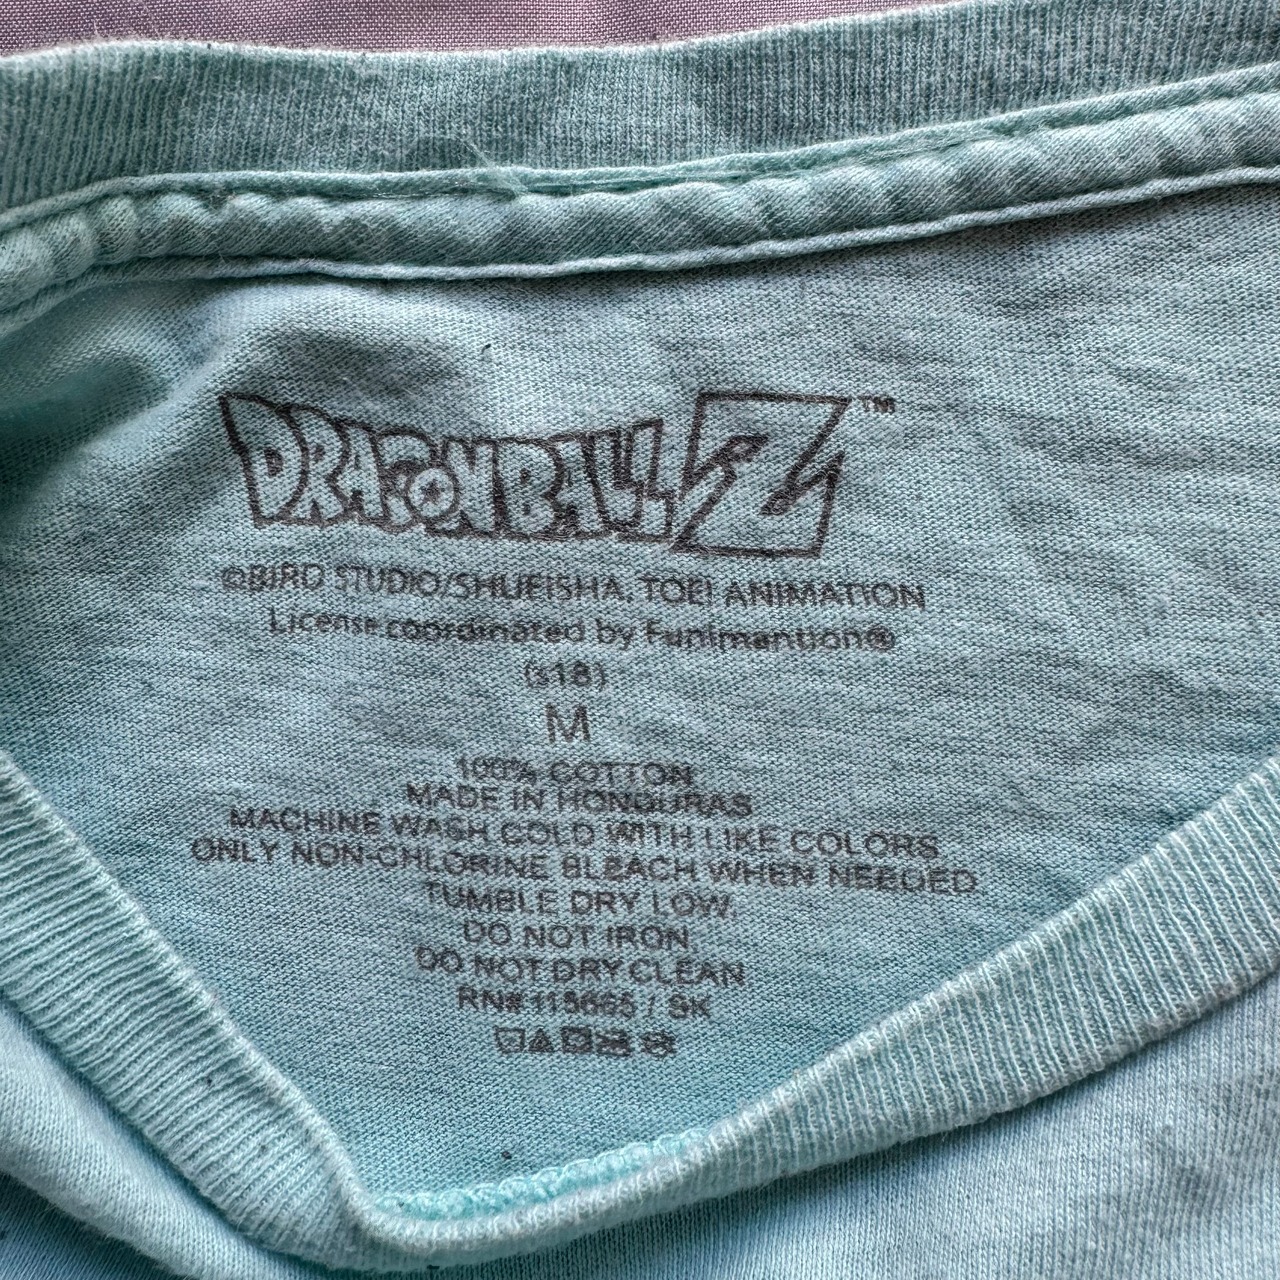 DRAGONBALL Z™
©BIRD STUDIO/SHUEISHA, TOEI ANIMATION
License coordinated by Funimantion®
(s18)
M
100% COTTON
MADE IN HONDURAS
MACHINE WASH COLD WITH LIKE COLORS
ONLY NON-CHLORINE BLEACH WHEN NEEDED
TUMBLE DRY LOW.
DO NOT IRON.
DO NOT DRY CLEAN
RN# 115665 / SK